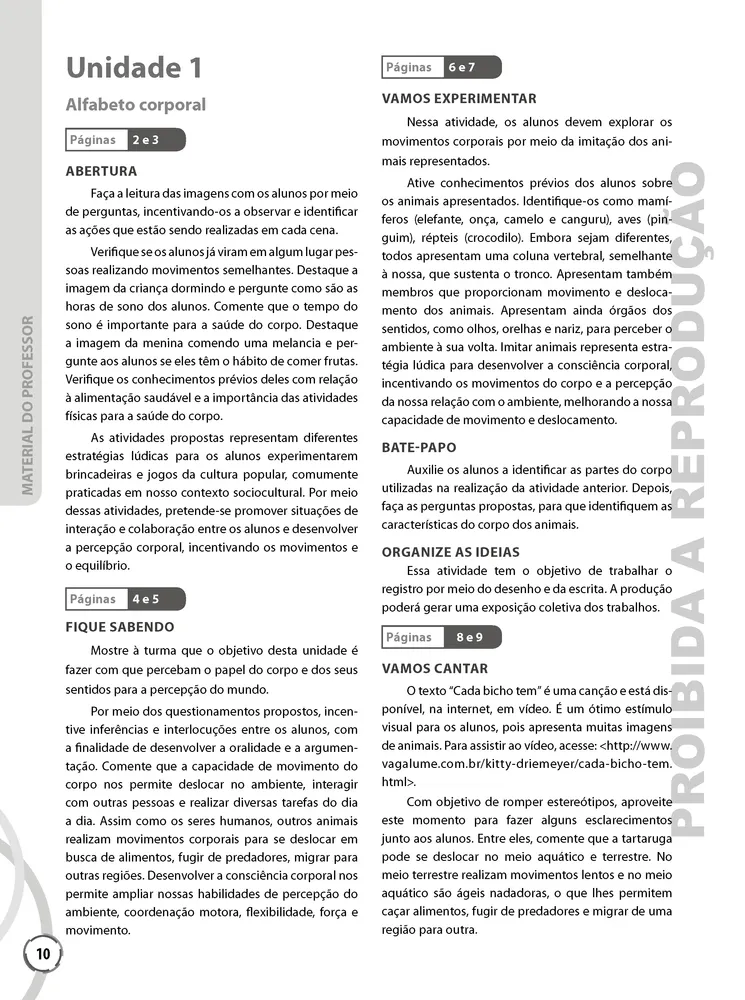 Unidade 1
Alfabeto corporal
Páginas 2 e 3
ABERTURA
Faça a leitura das imagens com os alunos por meio
de perguntas, incentivando-os a observar e identificar
as ações que estão sendo realizadas em cada cena.
Verifique se os alunos já viram em algum lugar pes-
soas realizando movimentos semelhantes. Destaque a
imagem da criança dormindo e pergunte como são as
horas de sono dos alunos. Comente que o tempo do
sono é importante para a saúde do corpo. Destaque
a imagem da menina comendo uma melancia e per-
gunte aos alunos se eles têm o hábito de comer frutas.
Verifique os conhecimentos prévios deles com relação
à alimentação saudável e a importância das atividades
físicas para a saúde do corpo.
As atividades propostas representam diferentes
estratégias lúdicas para os alunos experimentarem
brincadeiras e jogos da cultura popular, comumente
praticadas em nosso contexto sociocultural. Por meio
dessas atividades, pretende-se promover situações de
interação e colaboração entre os alunos e desenvolver
a percepção corporal, incentivando os movimentos e
o equilíbrio.
Páginas 4 e 5
FIQUE SABENDO
Mostre à turma que o objetivo desta unidade é
fazer com que percebam o papel do corpo e dos seus
sentidos para a percepção do mundo.
Por meio dos questionamentos propostos, incen-
tive inferências e interlocuções entre os alunos, com
a finalidade de desenvolver a oralidade e a argumen-
tação. Comente que a capacidade de movimento do
corpo nos permite deslocar no ambiente, interagir
com outras pessoas e realizar diversas tarefas do dia
a dia. Assim como os seres humanos, outros animais
realizam movimentos corporais para se deslocar em
busca de alimentos, fugir de predadores, migrar para
outras regiões. Desenvolver a consciência corporal nos
permite ampliar nossas habilidades de percepção do
ambiente, coordenação motora, flexibilidade, força e
movimento.
Páginas 6 e 7
VAMOS EXPERIMENTAR
Nessa atividade, os alunos devem explorar os
movimentos corporais por meio da imitação dos ani-
mais representados.
Ative conhecimentos prévios dos alunos sobre
os animais apresentados. Identifique-os como mamí-
feros (elefante, onça, camelo e canguru), aves (pin-
guim), répteis (crocodilo). Embora sejam diferentes,
todos apresentam uma coluna vertebral, semelhante
à nossa, que sustenta o tronco. Apresentam também
membros que proporcionam movimento e desloca-
mento dos animais. Apresentam ainda órgãos dos
sentidos, como olhos, orelhas e nariz, para perceber o
ambiente à sua volta. Imitar animais representa estra-
tégia lúdica para desenvolver a consciência corporal,
incentivando os movimentos do corpo e a percepção
da nossa relação com o ambiente, melhorando a nossa
capacidade de movimento e deslocamento.
BATE-PAPO
Auxilie os alunos a identificar as partes do corpo
utilizadas na realização da atividade anterior. Depois,
faça as perguntas propostas, para que identifiquem as
características do corpo dos animais.
ORGANIZE AS IDEIAS
Essa atividade tem o objetivo de trabalhar o
registro por meio do desenho e da escrita. A produção
poderá gerar uma exposição coletiva dos trabalhos.
Páginas 8 e 9
VAMOS CANTAR
O texto “Cada bicho tem” é uma canção e está dis-
ponível, na internet, em vídeo. É um ótimo estímulo
visual para os alunos, pois apresenta muitas imagens
de animais. Para assistir ao vídeo, acesse: <http://www.
vagalume.com.br/kitty-driemeyer/cada-bicho-tem.
html>.
Com objetivo de romper estereótipos, aproveite
este momento para fazer alguns esclarecimentos
junto aos alunos. Entre eles, comente que a tartaruga
pode se deslocar no meio aquático e terrestre. No
meio terrestre realizam movimentos lentos e no meio
aquático são ágeis nadadoras, o que lhes permitem
caçar alimentos, fugir de predadores e migrar de uma
região para outra.
MATERIAL DO PROFESSOR
PROIBIDA A REPRODUÇÃO
10